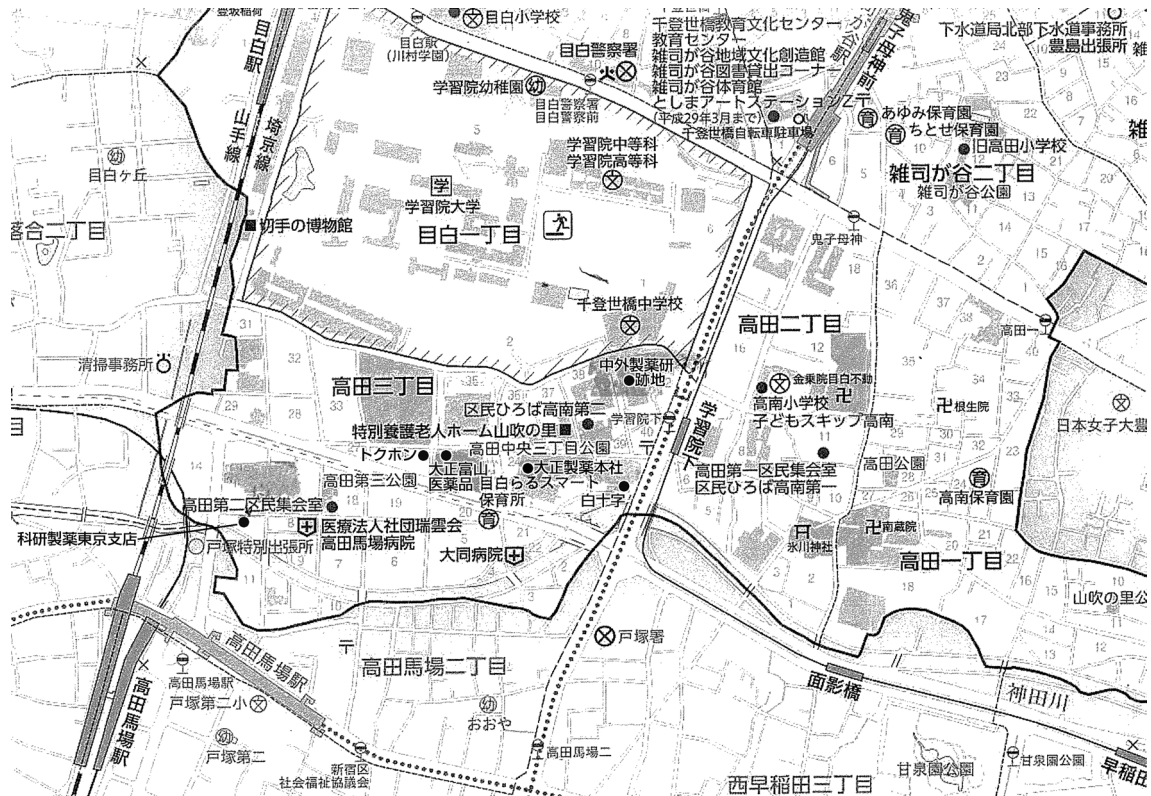 豊坂稲荷
目白小学校
目白駅
(川村学園)
目白警察署
学習院幼稚園
幼
目白警察署
目白警察署前
千登世橋教育文化センター
教育センター
雑司が谷地域文化創造館
雑司が谷図書貸出コーナー
雑司が谷体育館
としまアートステーションZ
(平成29年3月まで)
千登世橋自転車駐車場
鬼子母神前
下水道局北部下水道事務所
豊島出張所
育
あゆみ保育園
育
ちとせ保育園
旧高田小学校
雑司が谷二丁目
雑司が谷公園
目白駅
山手線
埼京線
幼
目白ヶ丘
学習院中等科
学習院高等科
学
学習院大学
目白一丁目
切手の博物館
落合二丁目
鬼子母神
千登世橋中学校
高田二丁目
高田一
清掃事務所
高田三丁目
中外製薬研
跡地
区民ひろば高南第二
学習院下
特別養護老人ホーム山吹の里
高田中央三丁目公園
トクホン
大正富山
医薬品
大正製薬本社
目白らるスマート
保育所
育
白十字
学習院下
金乗院目白不動
高南小学校
子どもスキップ高南
根生院
日本女子大豊
高田第一区民集会室
区民ひろば高南第一
高田公園
育
高南保育園
高田第三公園
高田第二区民集会室
科研製薬東京支店
戸塚特別出張所
医療法人社団瑞雲会
高田馬場病院
大同病院
氷川神社
南蔵院
高田一丁目
山吹の里公
戸塚署
高田馬場二丁目
高田馬場駅
高田馬場駅
高田馬場駅
戸塚第二小
幼
戸塚第二
幼
おおや
高田馬場二
新宿区
社会福祉協議会
面影橋
神田川
西早稲田三丁目
甘泉園公園
甘泉園公園
早稲田